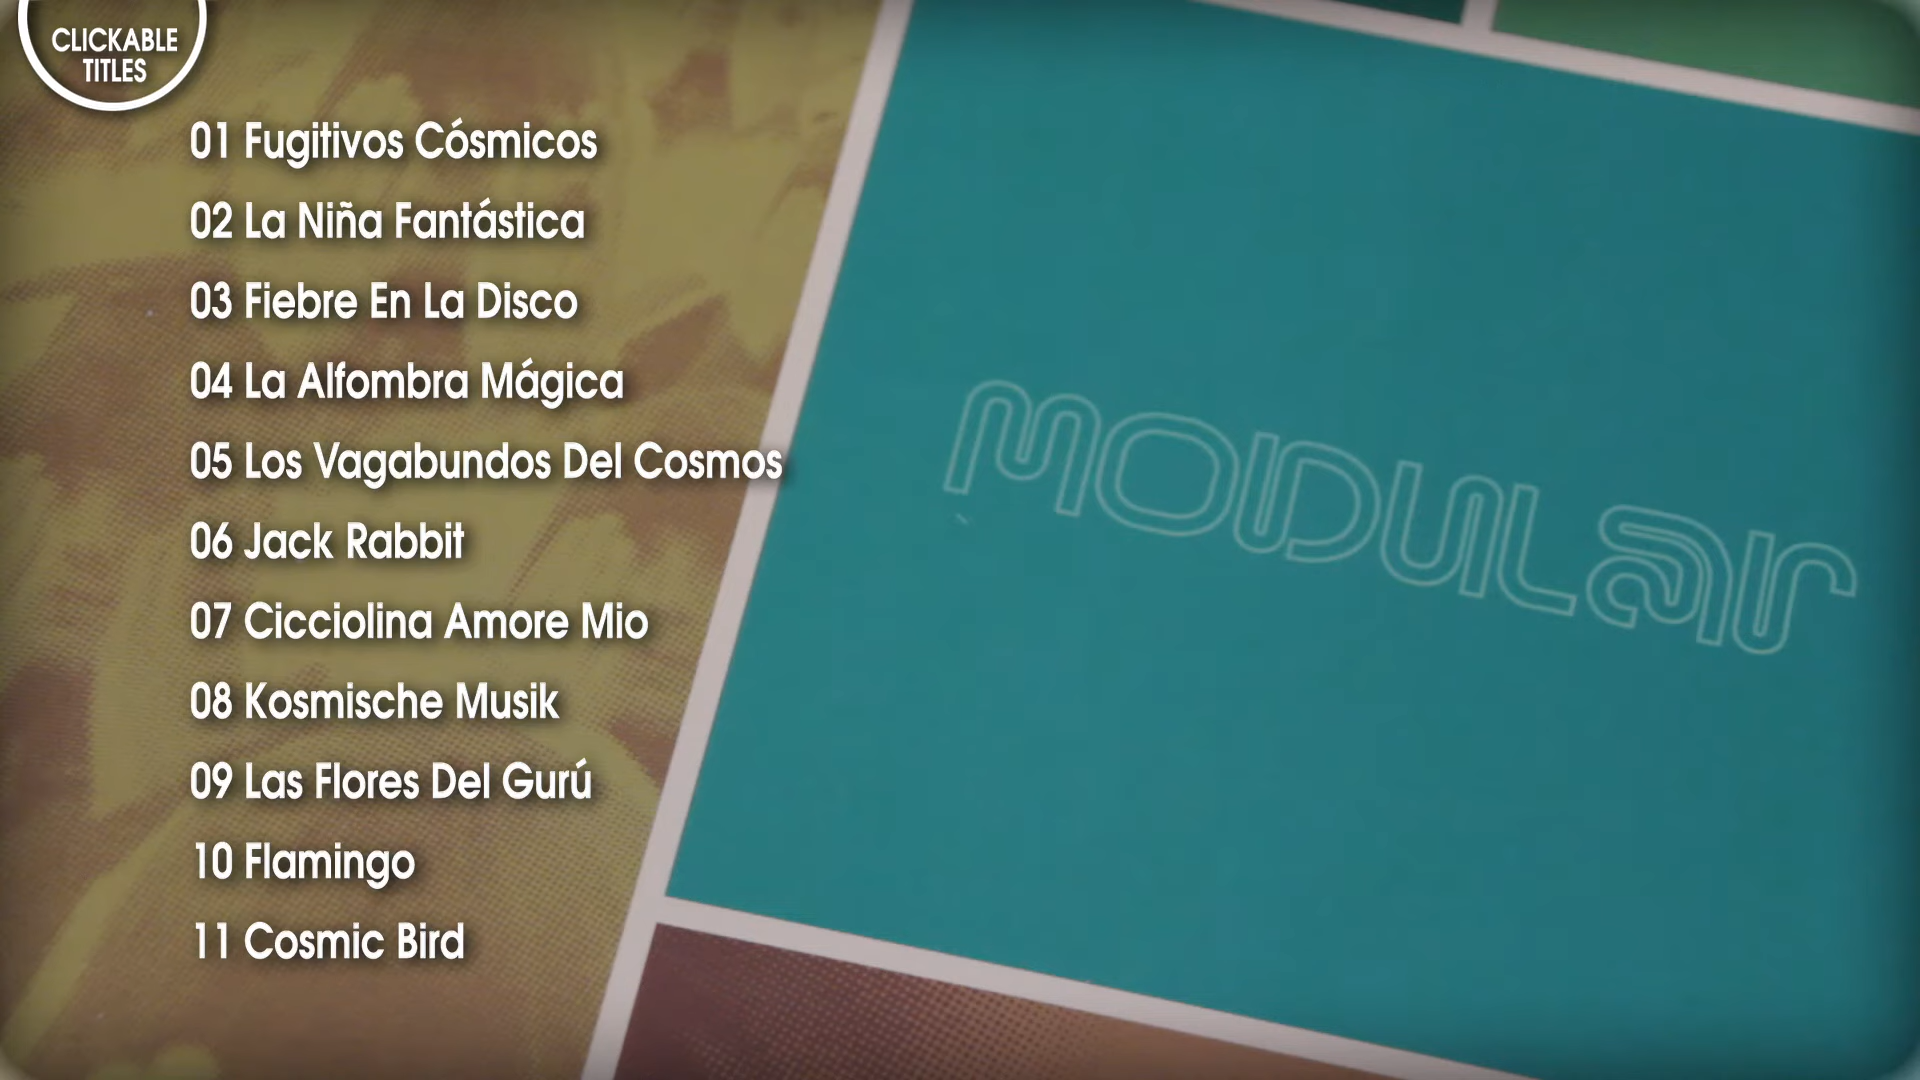 CLICKABLE
TITLES
01 Fugitivos Cósmicos
02 La Niña Fantástica
03 Fiebre En La Disco
04 La Alfombra Mágica
05 Los Vagabundos Del Cosmos
06 Jack Rabbit
07 Cicciolina Amore Mio
08 Kosmische Musik
09 Las Flores Del Gurú
10 Flamingo
11 Cosmic Bird
MODULar